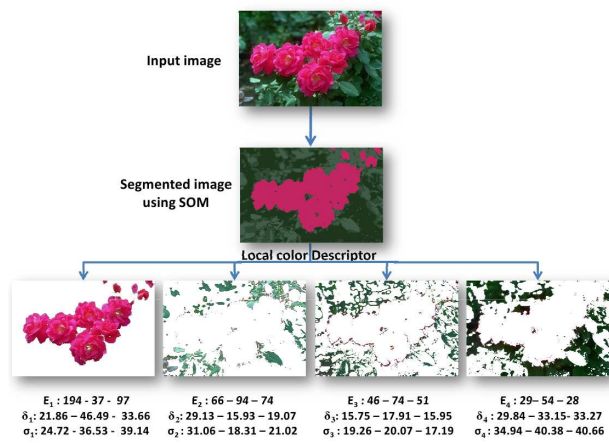 Input image
Segmented image
using SOM
Local color Descriptor
E₁ : 194 - 37 - 97
δ₁: 21.86 - 46.49 - 33.66
σ₁: 24.72 - 36.53 - 39.14
E₂ : 66 – 94 – 74
δ₂: 29.13 - 15.93 – 19.07
σ₂: 31.06 - 18.31 – 21.02
E₃ : 46 – 74 – 51
δ₃: 15.75 - 17.91 – 15.95
σ₃: 19.26 - 20.07 – 17.19
E₄ : 29– 54 – 28
δ₄: 29.84 – 33.15- 33.27
σ₄: 34.94 – 40.38 – 40.66